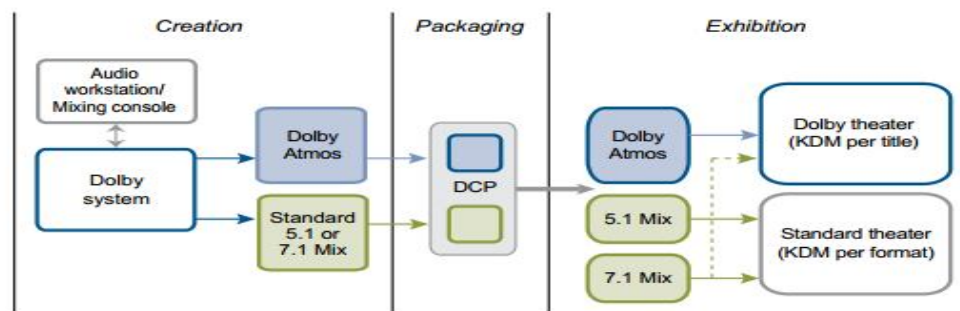 Creation
Packaging
Exhibition
Audio
workstation/
Mixing console
Dolby
system
Dolby
Atmos
Standard
5.1 or
7.1 Mix
DCP
Dolby
Atmos
5.1 Mix
7.1 Mix
Dolby theater
(KDM per title)
Standard theater
(KDM per format)